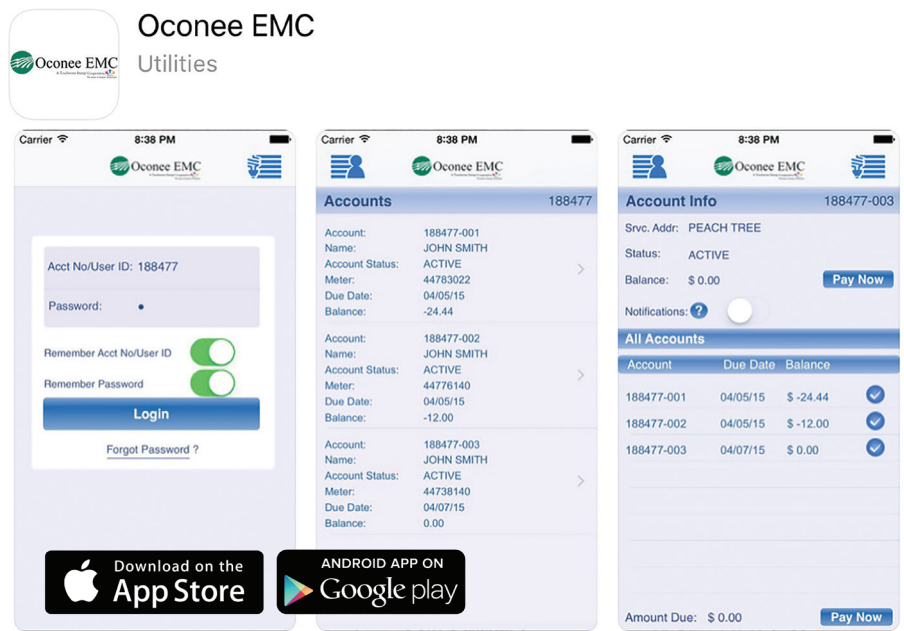 Oconee EMC
Utilities
Oconee EMC
Carrier 8:38 PM
Oconee EMC
Acct No/User ID: 188477
Password: •
Remember Acct No/User ID
Remember Password
Login
Forgot Password ?
Carrier 8:38 PM
Oconee EMC
Accounts 188477
Account: 188477-001
Name: JOHN SMITH
Account Status: ACTIVE
Meter: 44783022
Due Date: 04/05/15
Balance: -24.44
Account: 188477-002
Name: JOHN SMITH
Account Status: ACTIVE
Meter: 44776140
Due Date: 04/05/15
Balance: -12.00
Account: 188477-003
Name: JOHN SMITH
Account Status: ACTIVE
Meter: 44738140
Due Date: 04/07/15
Balance: 0.00
Carrier 8:38 PM
Oconee EMC
Account Info 188477-003
Srvc. Addr: PEACH TREE
Status: ACTIVE
Balance: $ 0.00 Pay Now
Notifications: ?
All Accounts
Account Due Date Balance
188477-001 04/05/15 $ -24.44
188477-002 04/05/15 $ -12.00
188477-003 04/07/15 $ 0.00
Amount Due: $ 0.00 Pay Now
Download on the
App Store
ANDROID APP ON
Google play